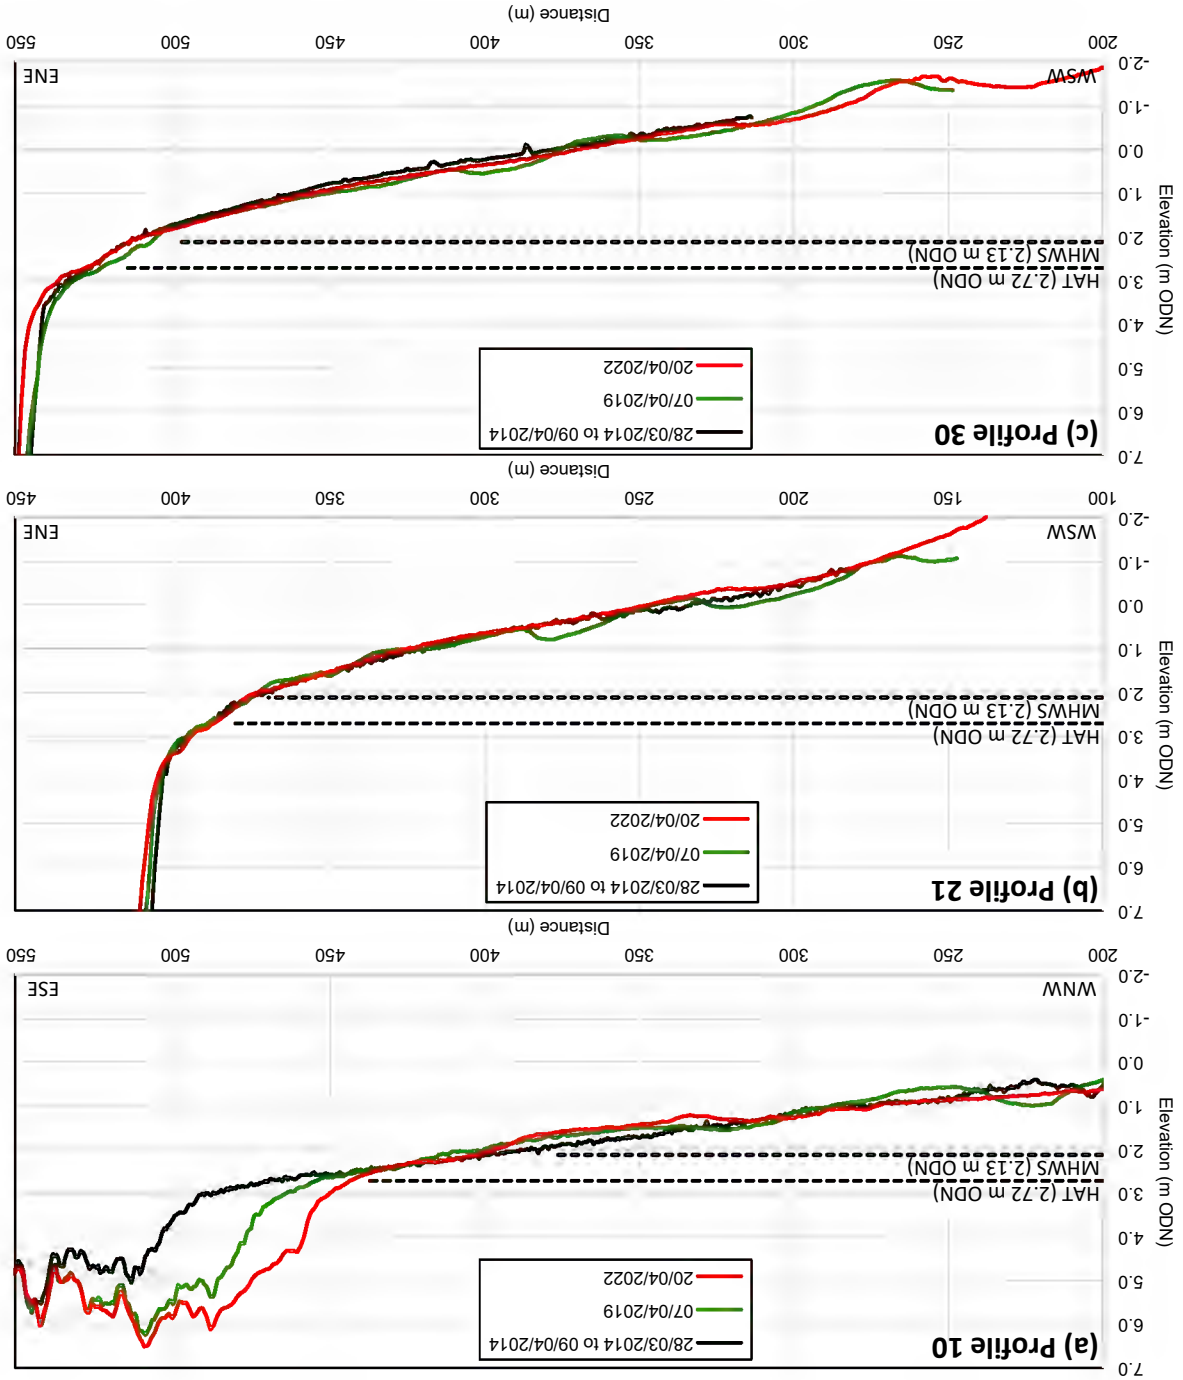 (a) Profile 10
28/03/2014 to 09/04/2014
07/04/2019
20/04/2022
HAT (2.72 m ODN)
MHWS (2.13 m ODN)
WNW
ESE
Elevation (m ODN)
7.0
6.0
5.0
4.0
3.0
2.0
1.0
0.0
-1.0
-2.0
200 250 300 350 400 450 500 550
Distance (m)
(b) Profile 21
28/03/2014 to 09/04/2014
07/04/2019
20/04/2022
HAT (2.72 m ODN)
MHWS (2.13 m ODN)
WSW
ENE
Elevation (m ODN)
7.0
6.0
5.0
4.0
3.0
2.0
1.0
0.0
-1.0
-2.0
100 150 200 250 300 350 400 450
Distance (m)
(c) Profile 30
28/03/2014 to 09/04/2014
07/04/2019
20/04/2022
HAT (2.72 m ODN)
MHWS (2.13 m ODN)
WSW
ENE
Elevation (m ODN)
7.0
6.0
5.0
4.0
3.0
2.0
1.0
0.0
-1.0
-2.0
200 250 300 350 400 450 500 550
Distance (m)